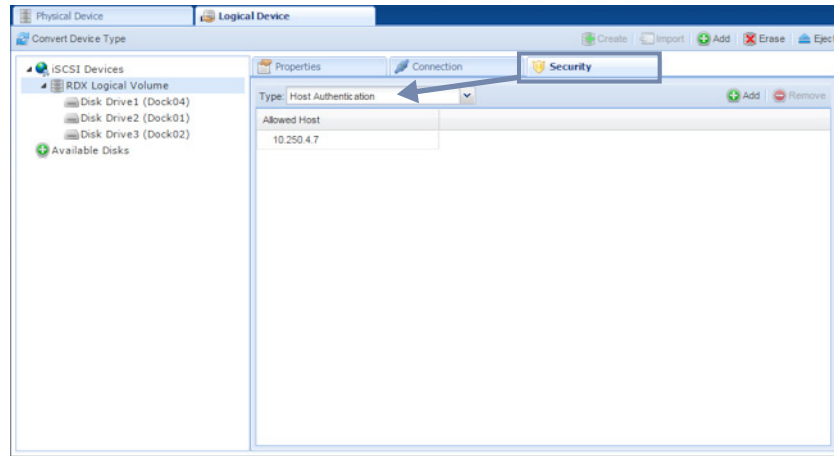 Physical Device Logical Device
Convert Device Type Create Import Add Erase Eject
iSCSI Devices Properties Connection Security
RDX Logical Volume
Type: Host Authentication Add Remove
Disk Drive1 (Dock04)
Disk Drive2 (Dock01) Allowed Host
Disk Drive3 (Dock02) 10.250.4.7
Available Disks